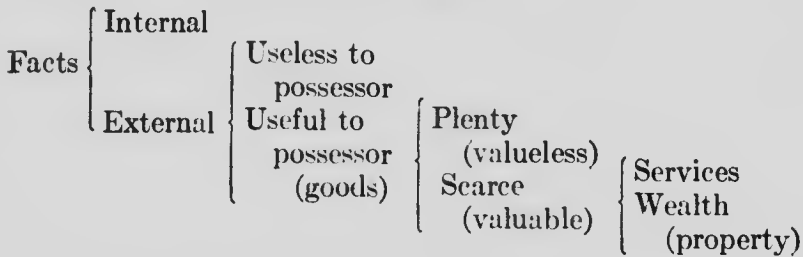 Internal
Facts
Useless to
possessor
External
Useful to
possessor
(goods)
Plenty
(valueless)
Scarce
(valuable)
Services
Wealth
(property)